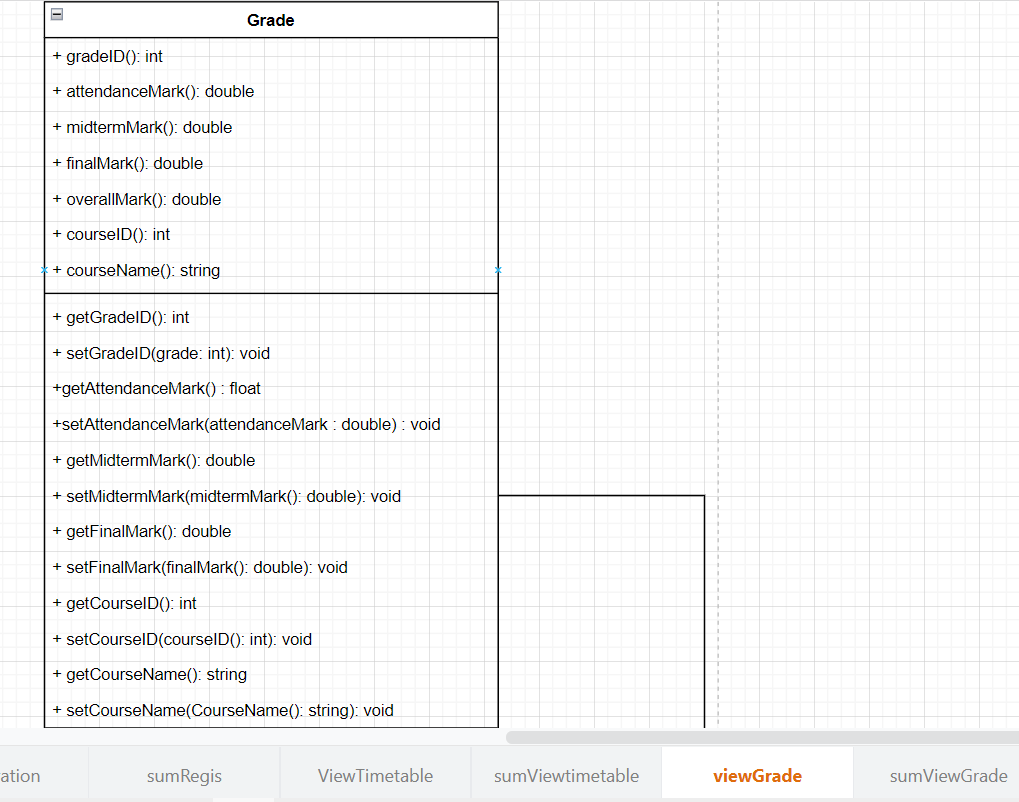 Grade
+ gradeID(): int
+ attendanceMark(): double
+ midtermMark(): double
+ finalMark(): double
+ overallMark(): double
+ courseID(): int
+ courseName(): string
+ getGradeID(): int
+ setGradeID(grade: int): void
+getAttendanceMark() : float
+setAttendanceMark(attendanceMark : double) : void
+ getMidtermMark(): double
+ setMidtermMark(midtermMark(): double): void
+ getFinalMark(): double
+ setFinalMark(finalMark(): double): void
+ getCourseID(): int
+ setCourseID(courseID(): int): void
+ getCourseName(): string
+ setCourseName(CourseName(): string): void
ration sumRegis ViewTimetable sumViewtimetable viewGrade sumViewGrade